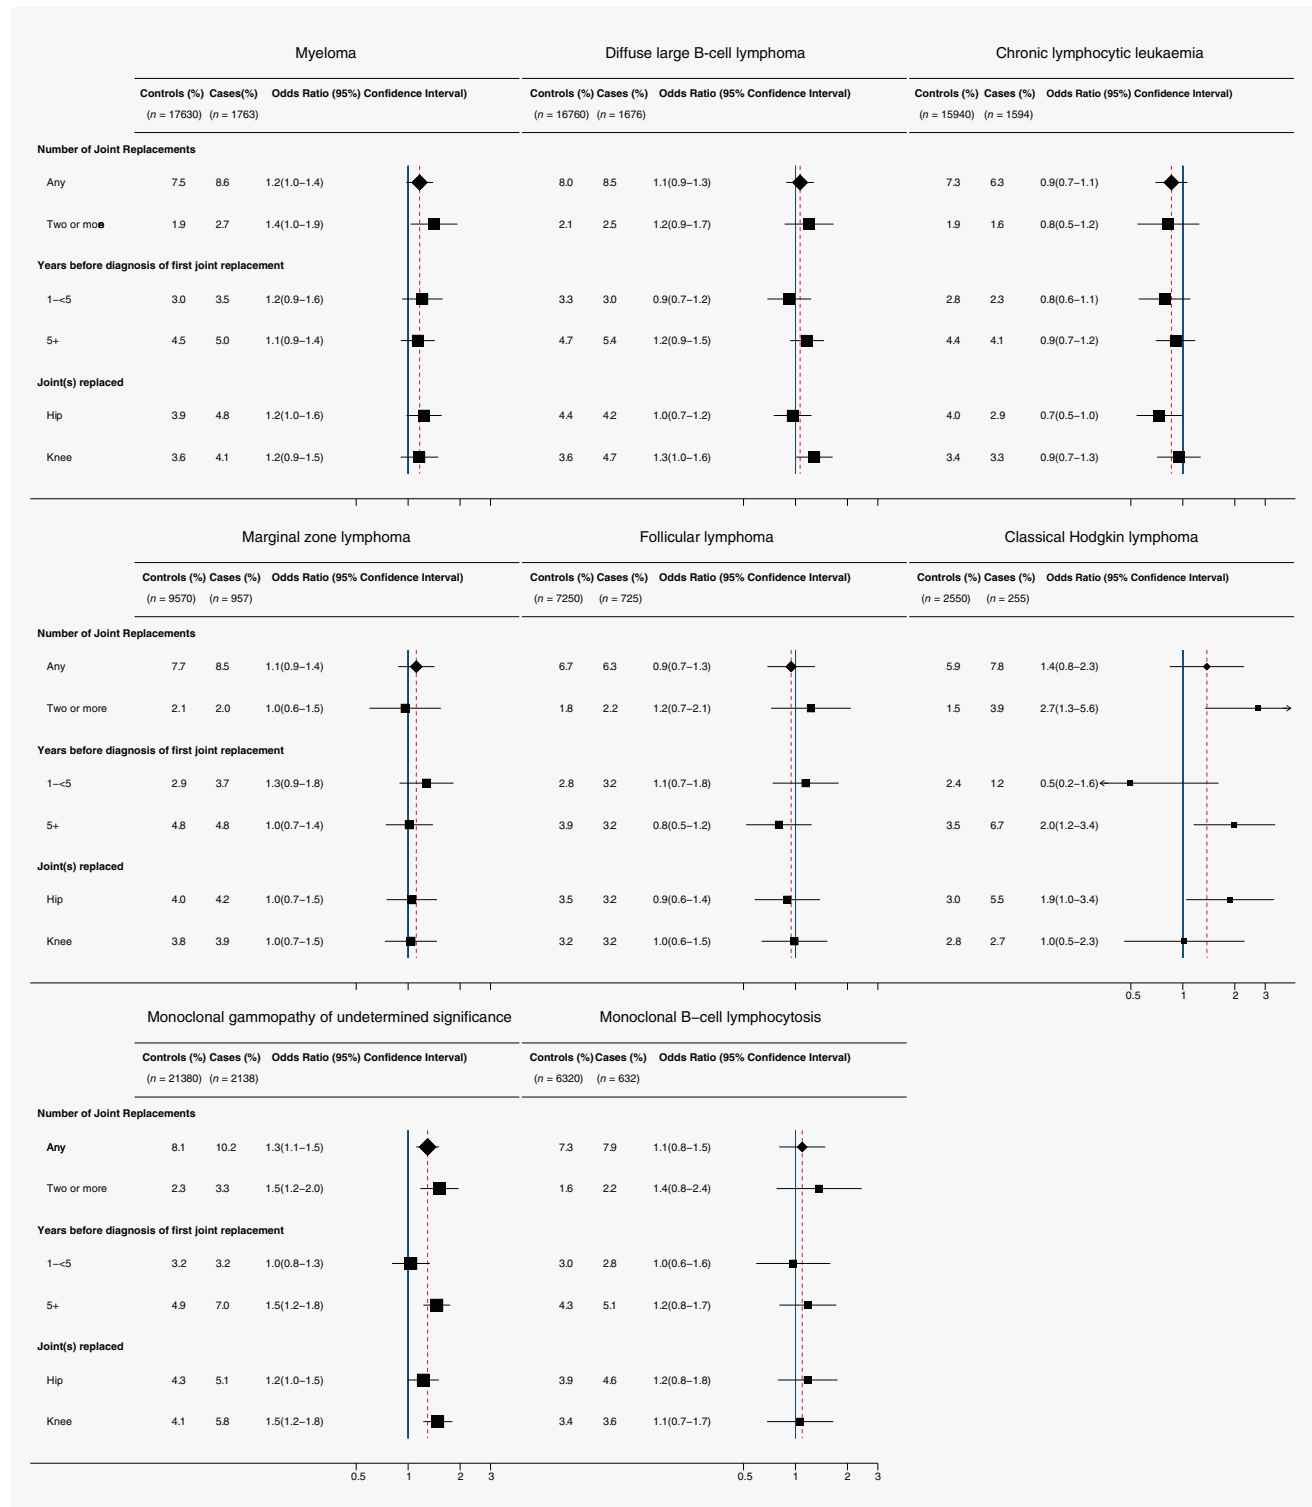 Myeloma Diffuse large B-cell lymphoma Chronic lymphocytic leukaemia
Controls (%) Cases(%) Odds Ratio (95%) Confidence Interval) Controls (%) Cases (%) Odds Ratio (95%) Confidence Interval) Controls (%) Cases (%) Odds Ratio (95%) Confidence Interval)
(n = 17630) (n = 1763) (n = 16760) (n = 1676) (n = 15940) (n = 1594)
Number of Joint Replacements
Any 7.5 8.6 1.2(1.0–1.4) 8.0 8.5 1.1(0.9–1.3) 7.3 6.3 0.9(0.7–1.1)
Two or moe 1.9 2.7 1.4(1.0–1.9) 2.1 2.5 1.2(0.9–1.7) 1.9 1.6 0.8(0.5–1.2)
Years before diagnosis of first joint replacement
1–<5 3.0 3.5 1.2(0.9–1.6) 3.3 3.0 0.9(0.7–1.2) 2.8 2.3 0.8(0.6–1.1)
5+ 4.5 5.0 1.1(0.9–1.4) 4.7 5.4 1.2(0.9–1.5) 4.4 4.1 0.9(0.7–1.2)
Joint(s) replaced
Hip 3.9 4.8 1.2(1.0–1.6) 4.4 4.2 1.0(0.7–1.2) 4.0 2.9 0.7(0.5–1.0)
Knee 3.6 4.1 1.2(0.9–1.5) 3.6 4.7 1.3(1.0–1.6) 3.4 3.3 0.9(0.7–1.3)
Marginal zone lymphoma Follicular lymphoma Classical Hodgkin lymphoma
Controls (%) Cases (%) Odds Ratio (95% Confidence Interval) Controls (%) Cases (%) Odds Ratio (95% Confidence Interval) Controls (%) Cases (%) Odds Ratio (95% Confidence Interval)
(n = 9570) (n = 957) (n = 7250) (n = 725) (n = 2550) (n = 255)
Number of Joint Replacements
Any 7.7 8.5 1.1(0.9–1.4) 6.7 6.3 0.9(0.7–1.3) 5.9 7.8 1.4(0.8–2.3)
Two or more 2.1 2.0 1.0(0.6–1.5) 1.8 2.2 1.2(0.7–2.1) 1.5 3.9 2.7(1.3–5.6)
Years before diagnosis of first joint replacement
1–<5 2.9 3.7 1.3(0.9–1.8) 2.8 3.2 1.1(0.7–1.8) 2.4 1.2 0.5(0.2–1.6)
5+ 4.8 4.8 1.0(0.7–1.4) 3.9 3.2 0.8(0.5–1.2) 3.5 6.7 2.0(1.2–3.4)
Joint(s) replaced
Hip 4.0 4.2 1.0(0.7–1.5) 3.5 3.2 0.9(0.6–1.4) 3.0 5.5 1.9(1.0–3.4)
Knee 3.8 3.9 1.0(0.7–1.5) 3.2 3.2 1.0(0.6–1.5) 2.8 2.7 1.0(0.5–2.3)
0.5 1 2 3
Monoclonal gammopathy of undetermined significance Monoclonal B–cell lymphocytosis
Controls (%) Cases (%) Odds Ratio (95%) Confidence Interval) Controls (%) Cases (%) Odds Ratio (95% Confidence Interval)
(n = 21380) (n = 2138) (n = 6320) (n = 632)
Number of Joint Replacements
Any 8.1 10.2 1.3(1.1–1.5) 7.3 7.9 1.1(0.8–1.5)
Two or more 2.3 3.3 1.5(1.2–2.0) 1.6 2.2 1.4(0.8–2.4)
Years before diagnosis of first joint replacement
1–<5 3.2 3.2 1.0(0.8–1.3) 3.0 2.8 1.0(0.6–1.6)
5+ 4.9 7.0 1.5(1.2–1.8) 4.3 5.1 1.2(0.8–1.7)
Joint(s) replaced
Hip 4.3 5.1 1.2(1.0–1.5) 3.9 4.6 1.2(0.8–1.8)
Knee 4.1 5.8 1.5(1.2–1.8) 3.4 3.6 1.1(0.7–1.7)
0.5 1 2 3 0.5 1 2 3